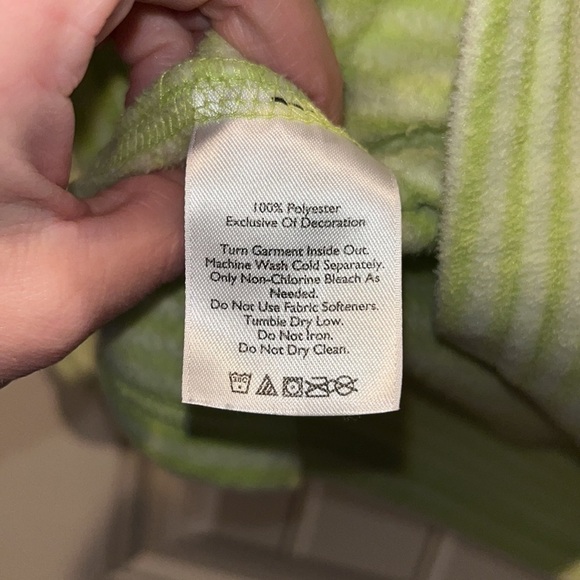 100% Polyester
Exclusive Of Decoration
Turn Garment Inside Out.
Machine Wash Cold Separately.
Only Non-Chlorine Bleach As
Needed.
Do Not Use Fabric Softeners.
Tumble Dry Low.
Do Not Iron.
Do Not Dry Clean.